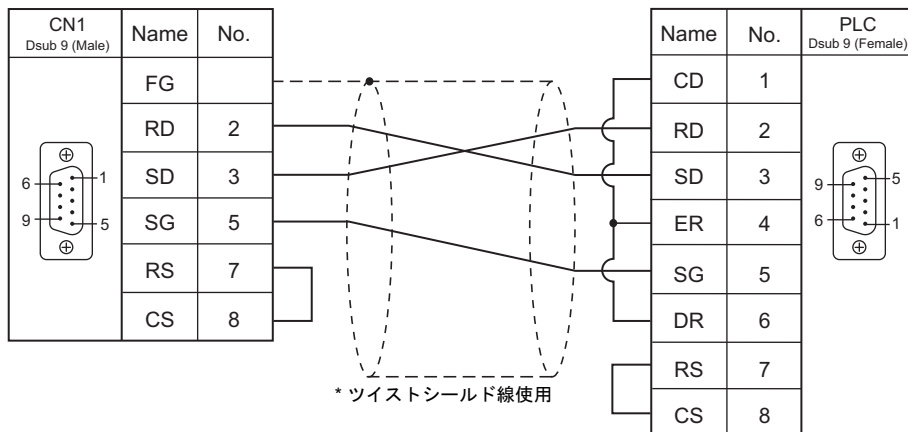 CN1
Dsub 9 (Male)
Name
No.
FG
RD
2
SD
3
SG
5
RS
7
CS
8
6
1
9
5
* ツイストシールド線使用
Name
No.
PLC
Dsub 9 (Female)
CD
1
RD
2
SD
3
ER
4
SG
5
DR
6
RS
7
CS
8
9
5
6
1